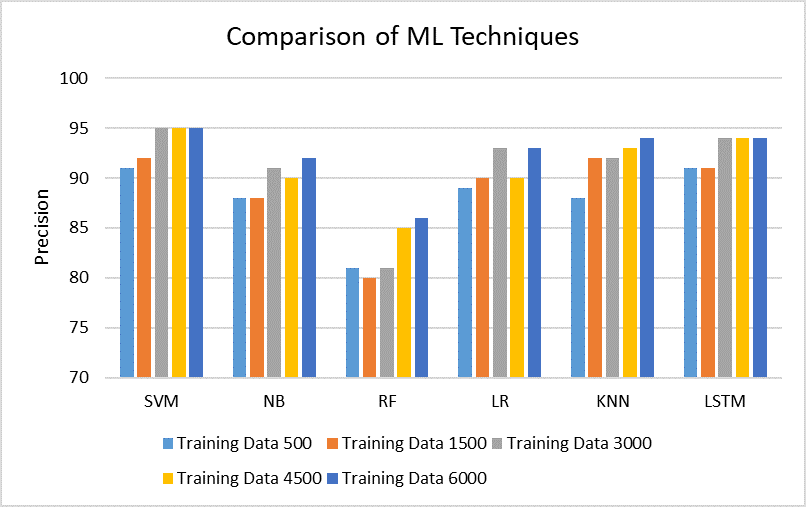 Comparison of ML Techniques
100
95
90
85
80
75
70
Precision
SVM NB RF LR KNN LSTM
Training Data 500 Training Data 1500 Training Data 3000
Training Data 4500 Training Data 6000